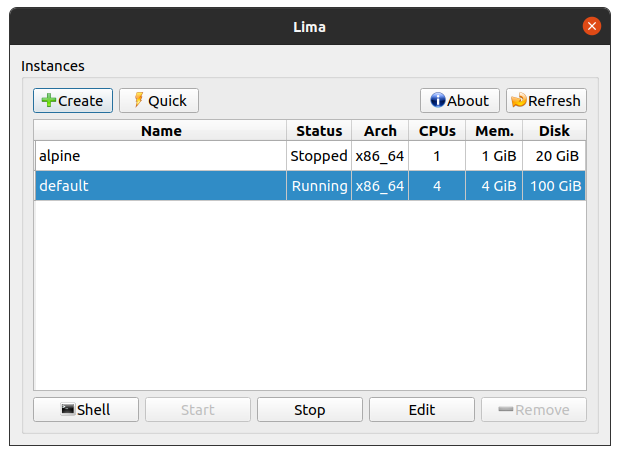 Lima
Instances
Create Quick About Refresh
Name Status Arch CPUs Mem. Disk
alpine Stopped x86_64 1 1 GiB 20 GiB
default Running x86_64 4 4 GiB 100 GiB
Shell Start Stop Edit Remove